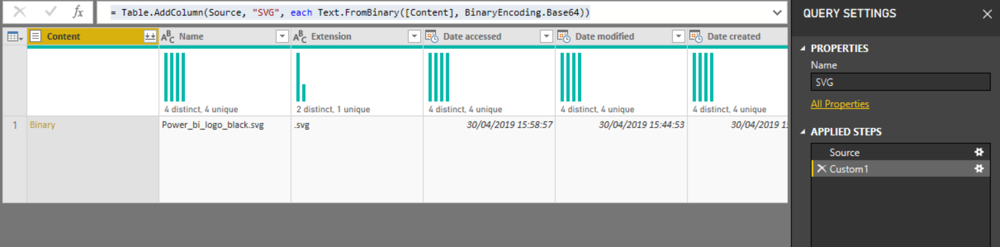 fx = Table.AddColumn(Source, "SVG", each Text.FromBinary([Content], BinaryEncoding.Base64))
QUERY SETTINGS
Content ABC Name ABC Extension Date accessed Date modified Date created
4 distinct, 4 unique 2 distinct, 1 unique 4 distinct, 4 unique 4 distinct, 4 unique 4 distinct, 4 unique
1 Binary Power_bi_logo_black.svg .svg 30/04/2019 15:58:57 30/04/2019 15:44:53 30/04/2019
PROPERTIES
Name
SVG
All Properties
APPLIED STEPS
Source
Custom1